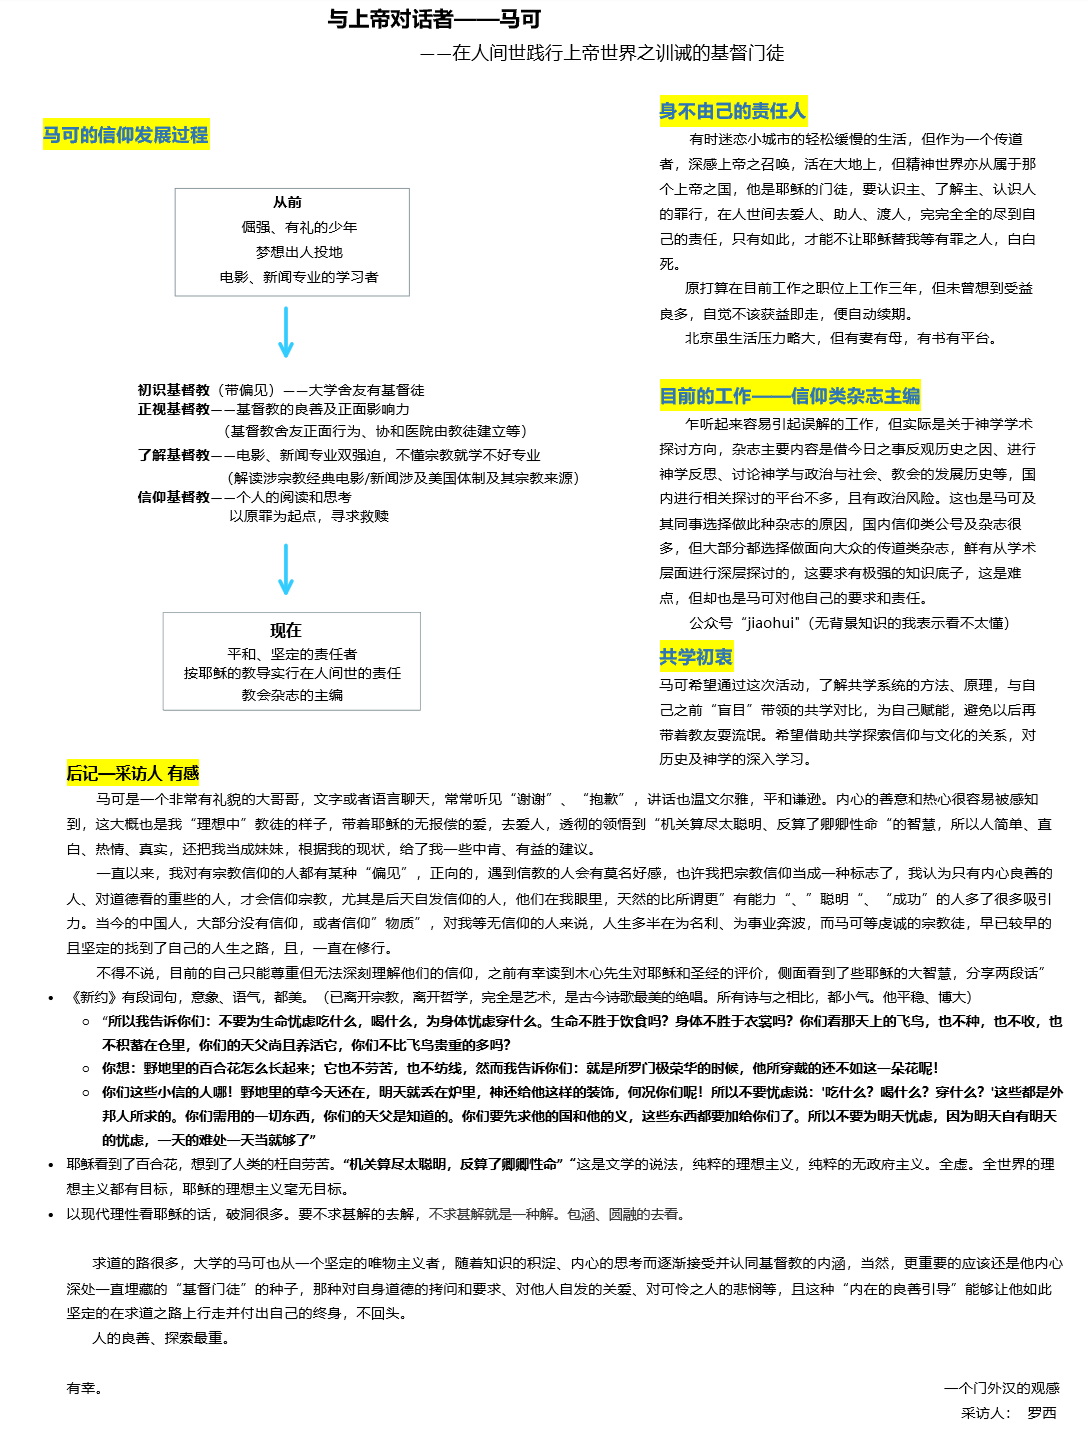 与上帝对话者——马可
——在人间世践行上帝世界之训诫的基督门徒
马可的信仰发展过程
从前
倔强、有礼的少年
梦想出人投地
电影、新闻专业的学习者
初识基督教（带偏见）——大学舍友有基督徒
正视基督教——基督教的良善及正面影响力
（基督教舍友正面行为、协和医院由教徒建立等）
了解基督教——电影、新闻专业双强迫，不懂宗教就学不好专业
（解读涉宗教经典电影/新闻涉及美国体制及其宗教来源）
信仰基督教——个人的阅读和思考
以原罪为起点，寻求救赎
现在
平和、坚定的责任者
按耶稣的教导实行在人间世的责任
教会杂志的主编
身不由己的责任人
有时迷恋小城市的轻松缓慢的生活，但作为一个传道
者，深感上帝之召唤，活在大地上，但精神世界亦从属于那
个上帝之国，他是耶稣的门徒，要认识主、了解主、认识人
的罪行，在人世间去爱人、助人、渡人，完完全全的尽到自
己的责任，只有如此，才能不让耶稣替我等有罪之人，白白
死。
原打算在目前工作之职位上工作三年，但未曾想到受益
良多，自觉不该获益即走，便自动续期。
北京虽生活压力略大，但有妻有母，有书有平台。
目前的工作——信仰类杂志主编
乍听起来容易引起误解的工作，但实际是关于神学学术
探讨方向，杂志主要内容是借今日之事反观历史之因、进行
神学反思、讨论神学与政治与社会、教会的发展历史等，国
内进行相关探讨的平台不多，且有政治风险。这也是马可及
其同事选择做此种杂志的原因，国内信仰类公号及杂志很
多，但大部分都选择做面向大众的传道类杂志，鲜有从学术
层面进行深层探讨的，这要求有极强的知识底子，这是难
点，但却也是马可对他自己的要求和责任。
公众号“jiaohui"（无背景知识的我表示看不太懂）
共学初衷
马可希望通过这次活动，了解共学系统的方法、原理，与自
己之前“盲目”带领的共学对比，为自己赋能，避免以后再
带着教友耍流氓。希望借助共学探索信仰与文化的关系，对
历史及神学的深入学习。
后记—采访人 有感
马可是一个非常有礼貌的大哥哥，文字或者语言聊天，常常听见“谢谢”、“抱歉”，讲话也温文尔雅，平和谦逊。内心的善意和热心很容易被感知
到，这大概也是我“理想中”教徒的样子，带着耶稣的无报偿的爱，去爱人，透彻的领悟到“机关算尽太聪明、反算了卿卿性命“的智慧，所以人简单、直
白、热情、真实，还把我当成妹妹，根据我的现状，给了我一些中肯、有益的建议。
一直以来，我对有宗教信仰的人都有某种“偏见”，正向的，遇到信教的人会有莫名好感，也许我把宗教信仰当成一种标志了，我认为只有内心良善的
人、对道德看的重些的人，才会信仰宗教，尤其是后天自发信仰的人，他们在我眼里，天然的比所谓更”有能力“、”聪明“、“成功”的人多了很多吸引
力。当今的中国人，大部分没有信仰，或者信仰”物质”，对我等无信仰的人来说，人生多半在为名利、为事业奔波，而马可等虔诚的宗教徒，早已较早的
且坚定的找到了自己的人生之路，且，一直在修行。
不得不说，目前的自己只能尊重但无法深刻理解他们的信仰，之前有幸读到木心先生对耶稣和圣经的评价，侧面看到了些耶稣的大智慧，分享两段话”
• 《新约》有段词句，意象、语气，都美。（已离开宗教，离开哲学，完全是艺术，是古今诗歌最美的绝唱。所有诗与之相比，都小气。他平稳、博大）
○ “所以我告诉你们：不要为生命忧虑吃什么，喝什么，为身体忧虑穿什么。生命不胜于饮食吗？身体不胜于衣裳吗？你们看那天上的飞鸟，也不种，也不收，也
不积蓄在仓里，你们的天父尚且养活它，你们不比飞鸟贵重的多吗？
○ 你想：野地里的百合花怎么长起来；它也不劳苦，也不纺线，然而我告诉你们：就是所罗门极荣华的时候，他所穿戴的还不如这一朵花呢！
○ 你们这些小信的人哪！野地里的草今天还在，明天就丢在炉里，神还给他这样的装饰，何况你们呢！所以不要忧虑说：'吃什么？喝什么？穿什么？'这些都是外
邦人所求的。你们需用的一切东西，你们的天父是知道的。你们要先求他的国和他的义，这些东西都要加给你们了。所以不要为明天忧虑，因为明天自有明天
的忧虑，一天的难处一天当就够了”
• 耶稣看到了百合花，想到了人类的枉自劳苦。“机关算尽太聪明，反算了卿卿性命” “这是文学的说法，纯粹的理想主义，纯粹的无政府主义。全虚。全世界的理
想主义都有目标，耶稣的理想主义毫无目标。
• 以现代理性看耶稣的话，破洞很多。要不求甚解的去解，不求甚解就是一种解。包涵、圆融的去看。
求道的路很多，大学的马可也从一个坚定的唯物主义者，随着知识的积淀、内心的思考而逐渐接受并认同基督教的内涵，当然，更重要的应该还是他内心
深处一直埋藏的“基督门徒”的种子，那种对自身道德的拷问和要求、对他人自发的关爱、对可怜之人的悲悯等，且这种“内在的良善引导”能够让他如此
坚定的在求道之路上行走并付出自己的终身，不回头。
人的良善、探索最重。
有幸。
一个门外汉的观感
采访人： 罗西